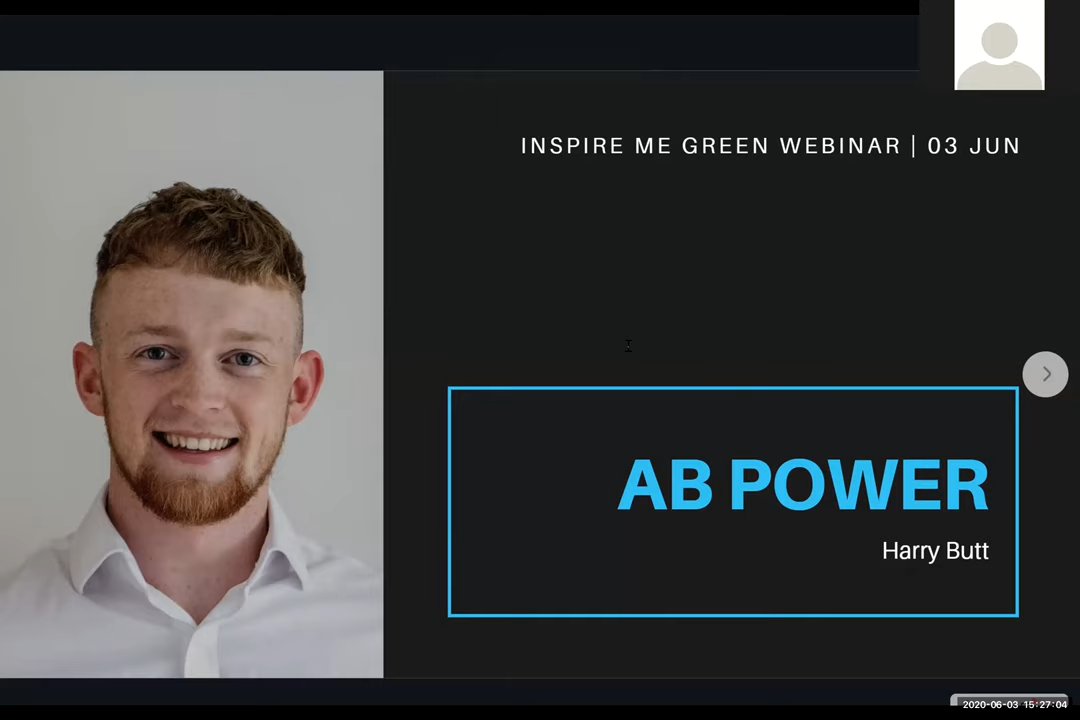 INSPIRE ME GREEN WEBINAR | 03 JUN
AB POWER
Harry Butt
2020-06-03 15:27:04